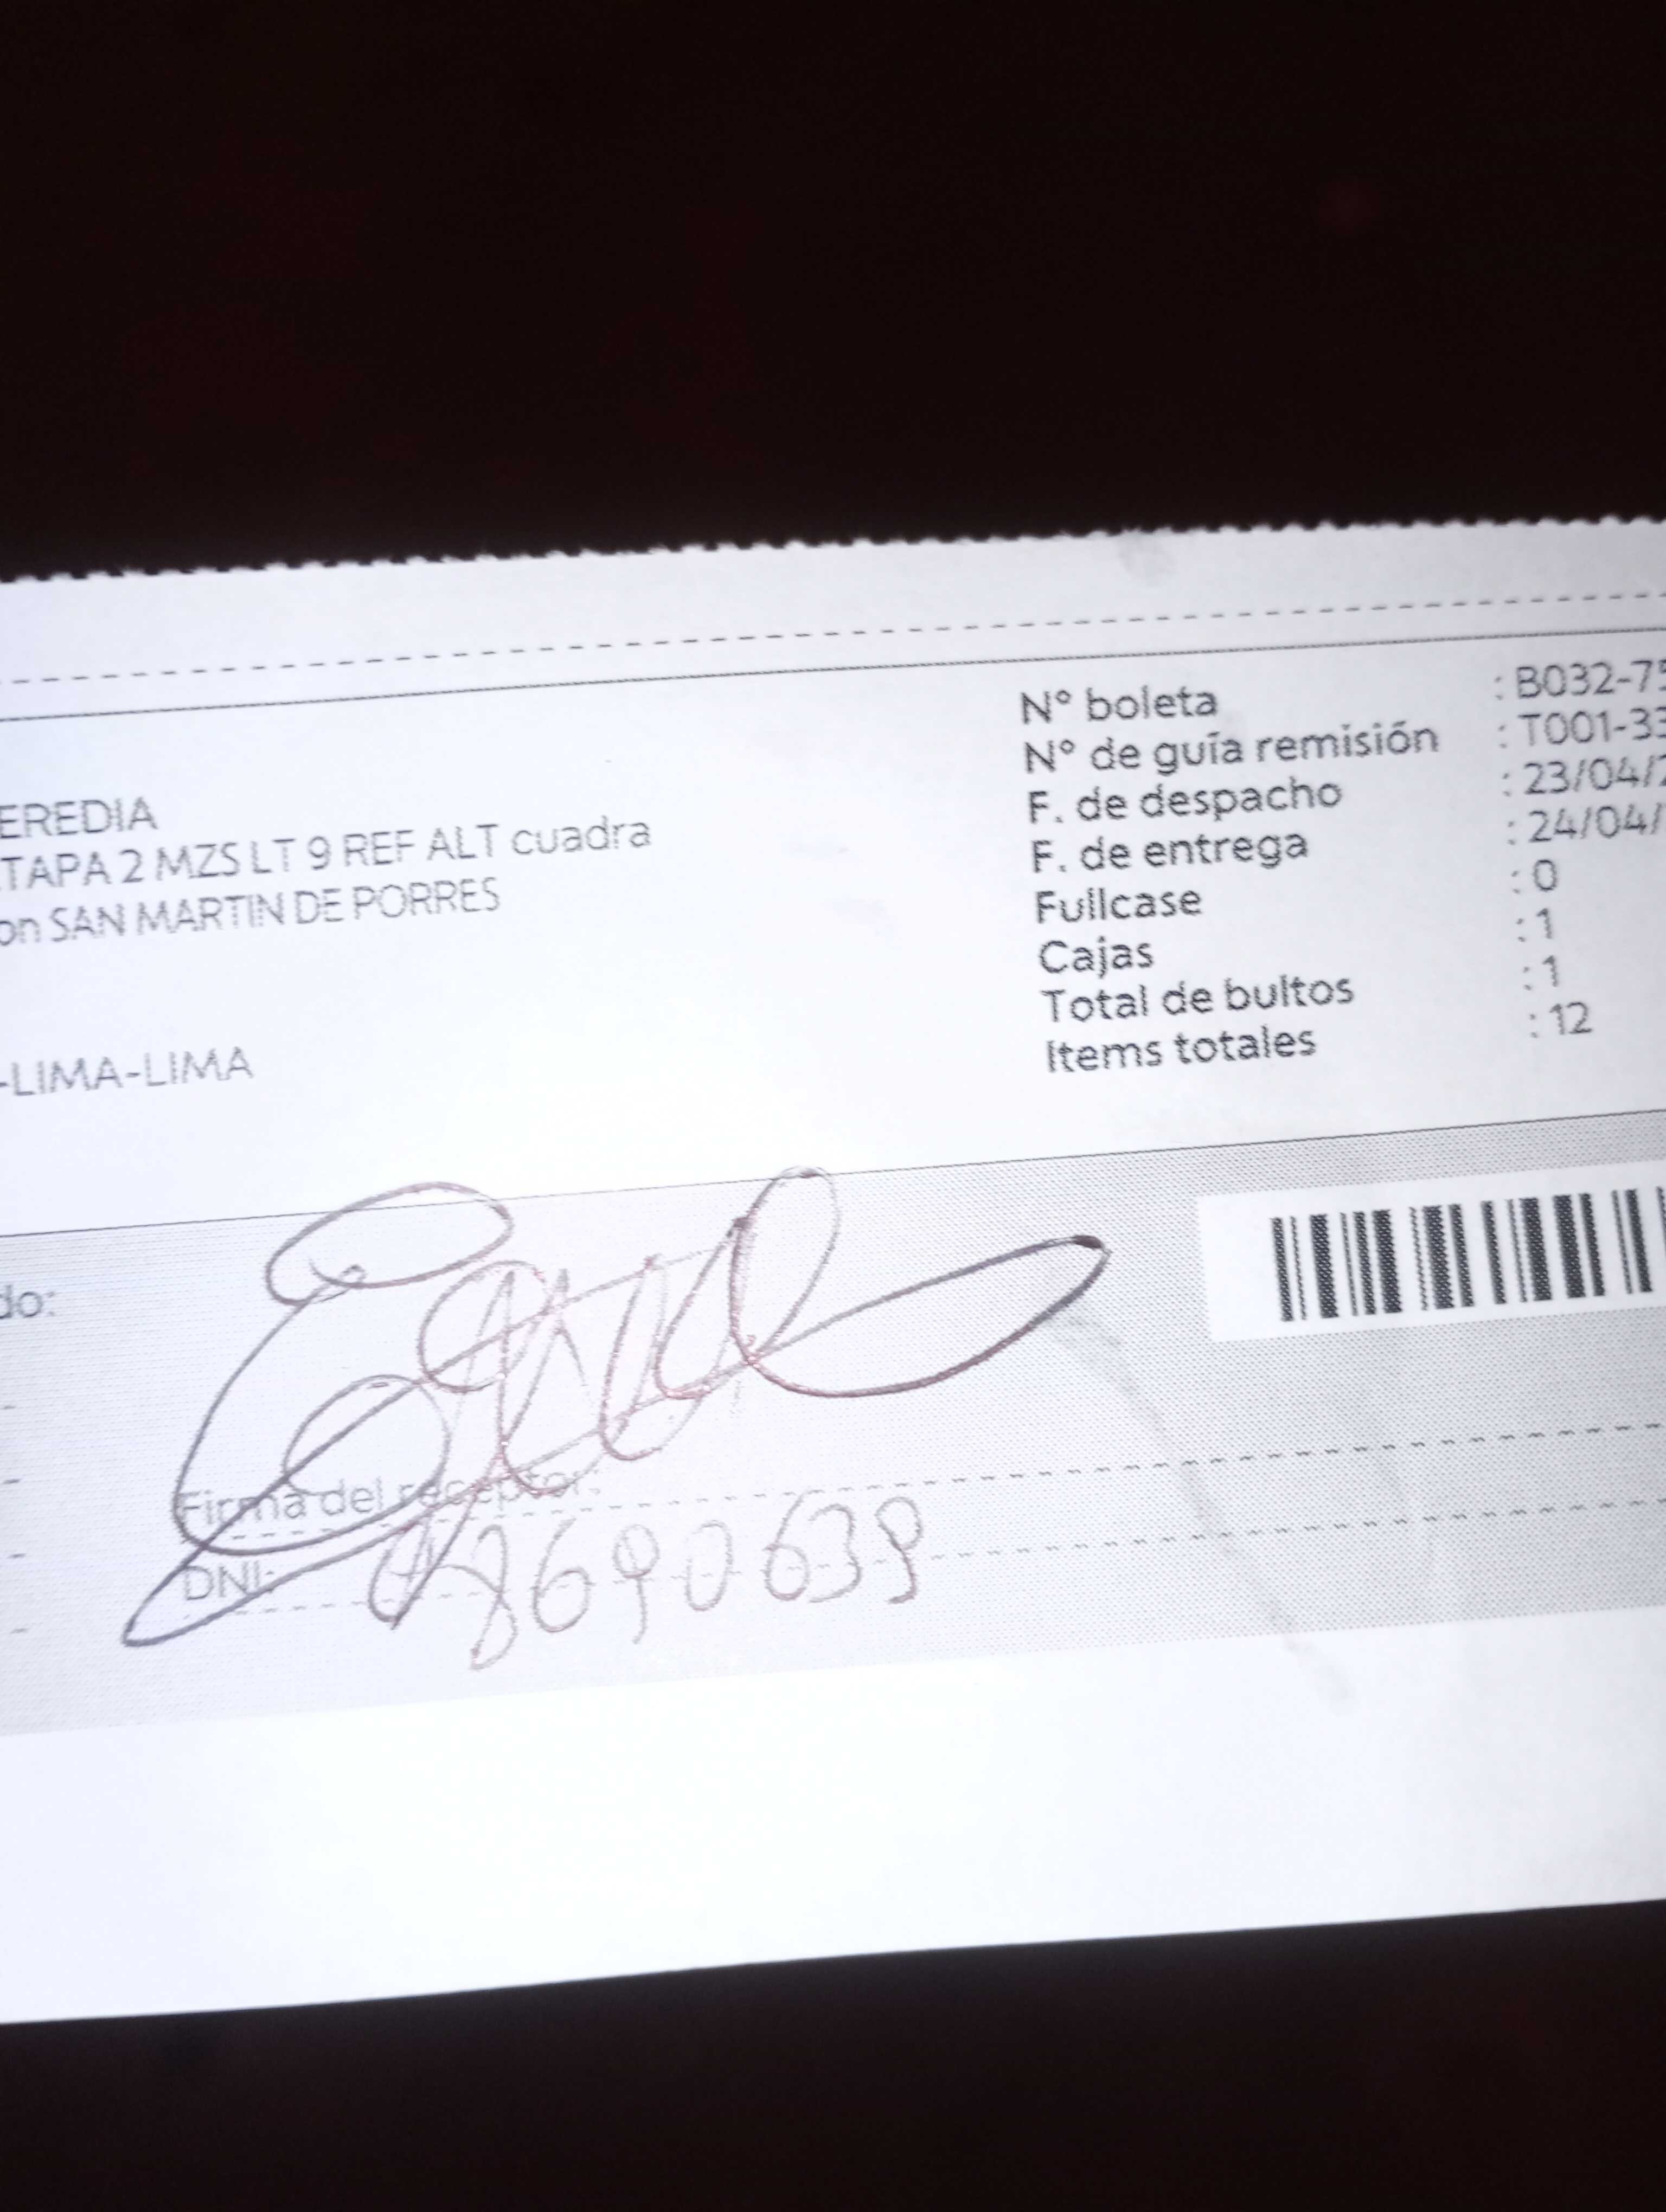 EREDIA
TAPA 2 MZS LT 9 REF ALT cuadra
on SAN MARTIN DE PORRES
-LIMA-LIMA
N° boleta : B032-75
N° de guía remisión : T001-33
F. de despacho : 23/04/2
F. de entrega : 24/04/
Fullcase : 0
Cajas : 1
Total de bultos : 1
Items totales : 12
do:
Firma del receptor:
DNI: 08690639